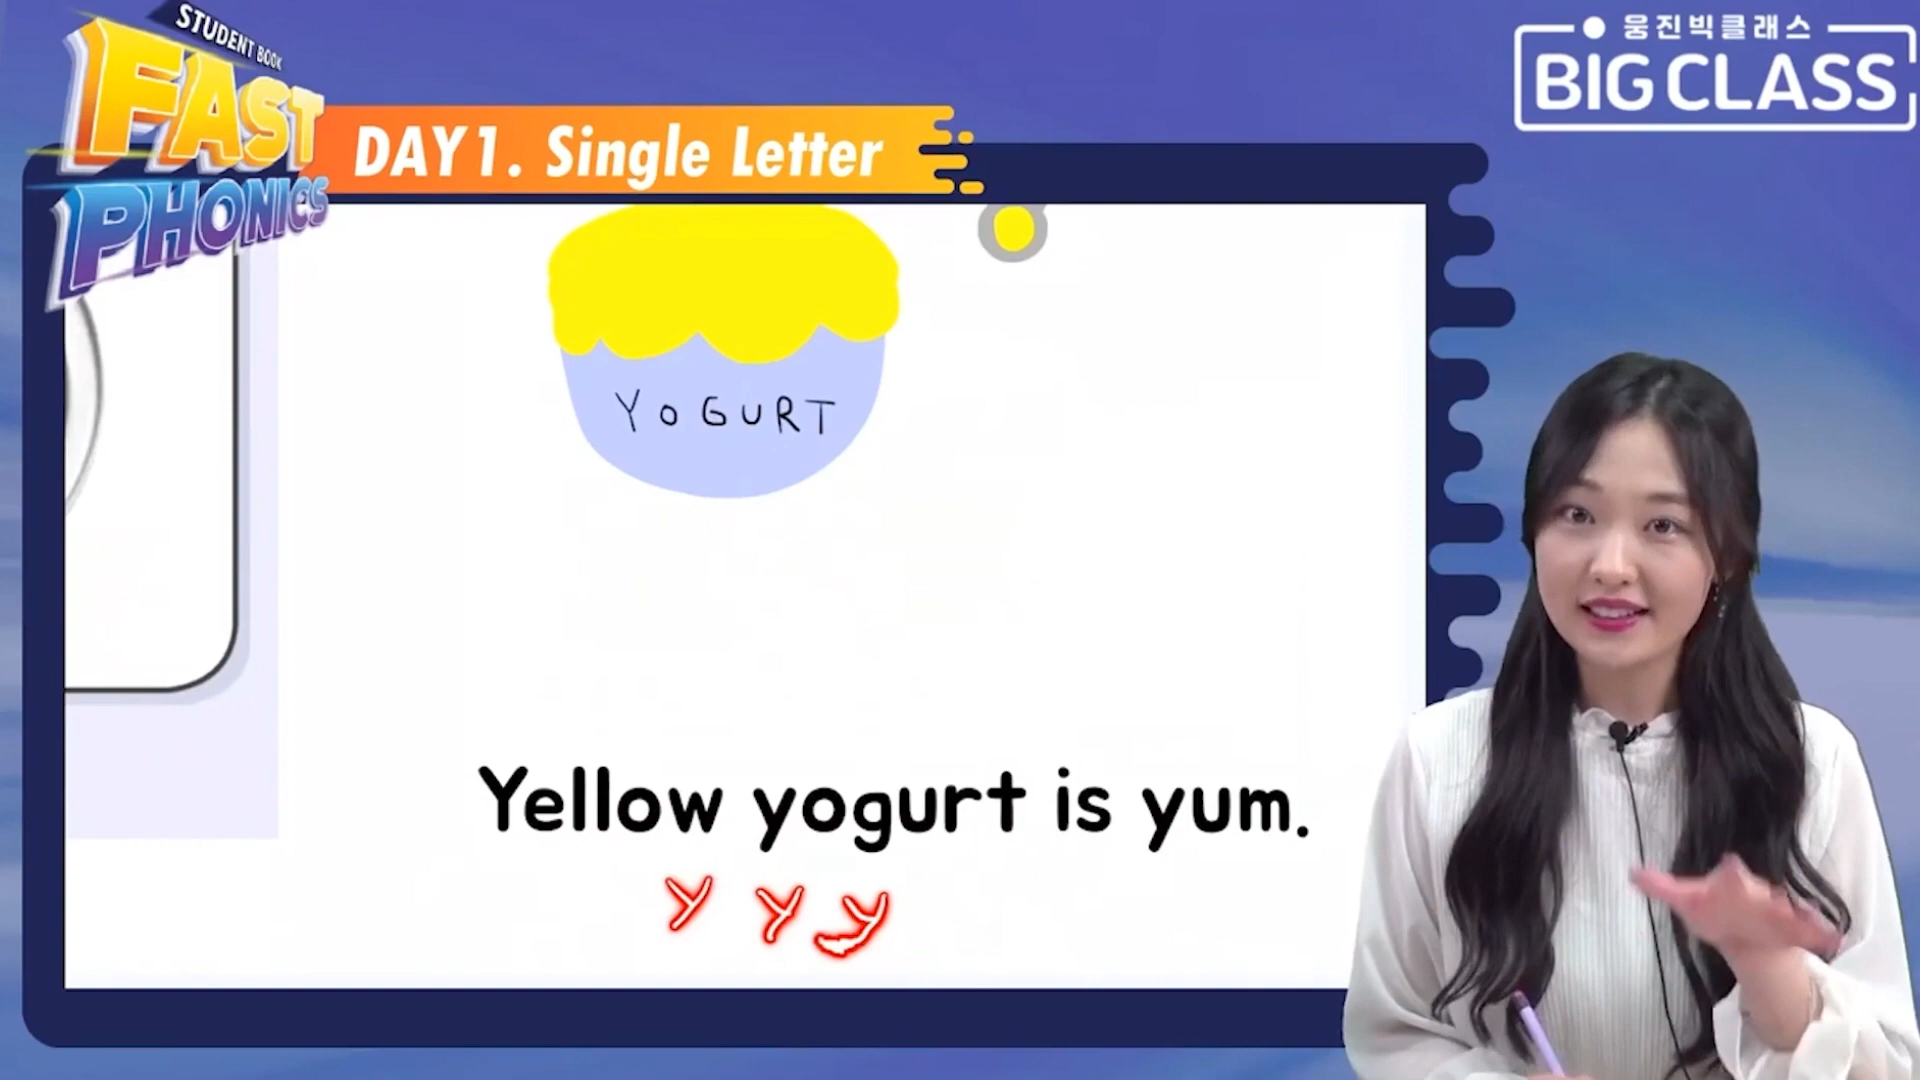 STUDENT BOOK
FAST
PHONICS
DAY1. Single Letter
웅진빅클래스
BIG CLASS
YOGURT
Yellow yogurt is yum.
y y y